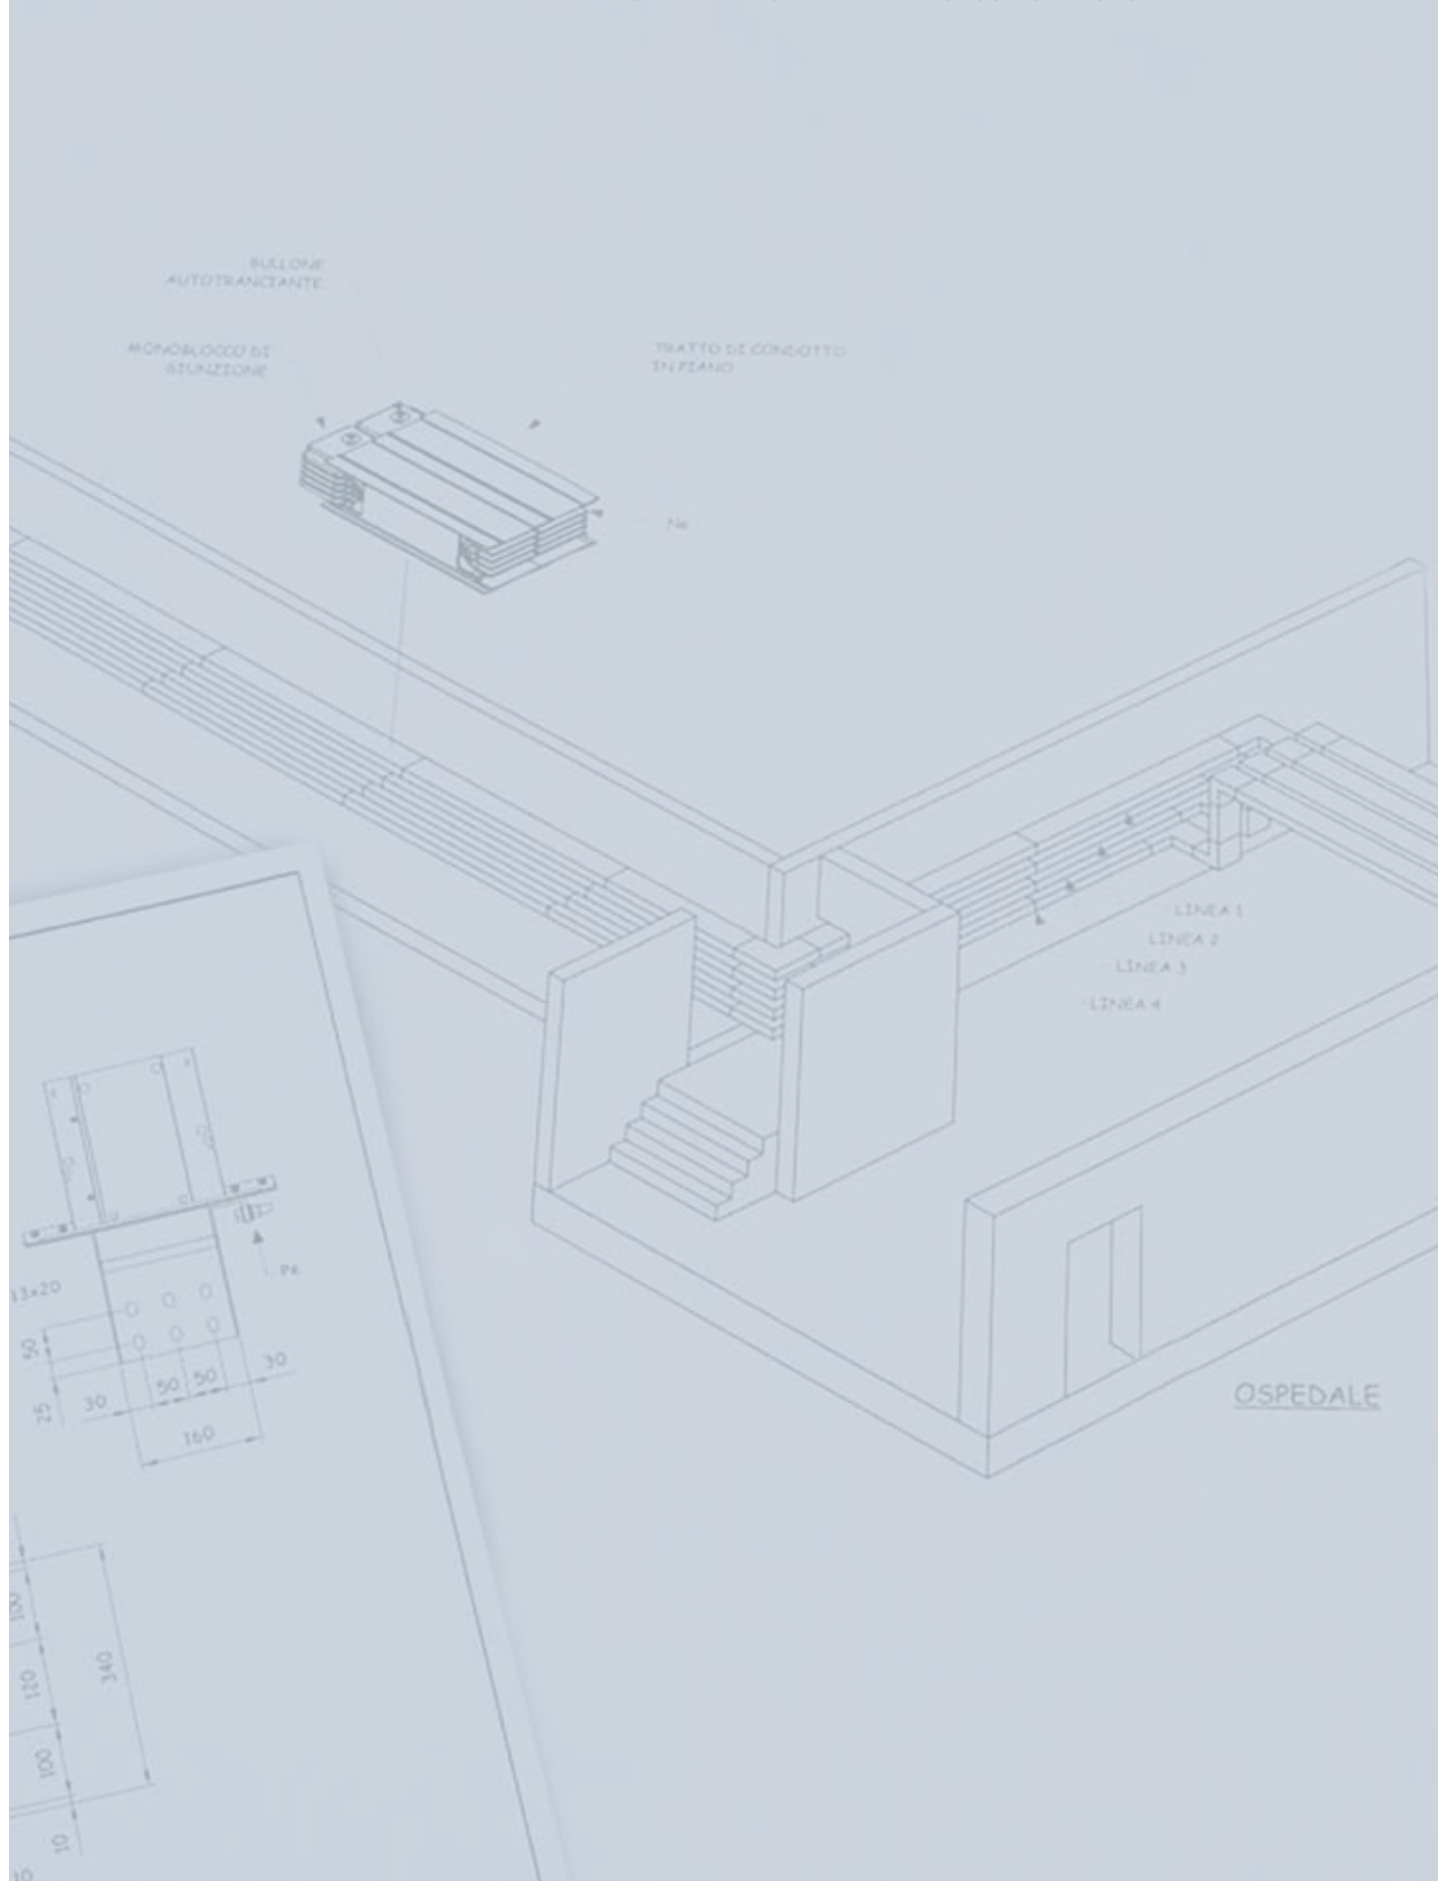 BULLONE
AUTOTRANCIANTE
MONOBLOCCO DI
GIUNZIONE
TRATTO DI CONDOTTO
IN PIANO
LINEA 1
LINEA 2
LINEA 3
LINEA 4
OSPEDALE
13x20
50
25
30
50
50
30
160
100
120
100
340
10